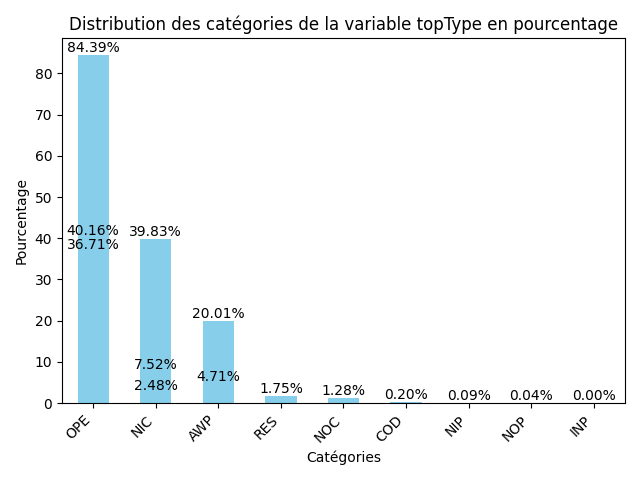 Distribution des catégories de la variable topType en pourcentage
84.39%
40.16%
36.71%
39.83%
7.52%
2.48%
20.01%
4.71%
1.75%
1.28%
0.20%
0.09%
0.04%
0.00%
80
70
60
50
40
30
20
10
0
Pourcentage
OPE
NIC
AWP
RES
NOC
COD
NIP
NOP
INP
Catégories